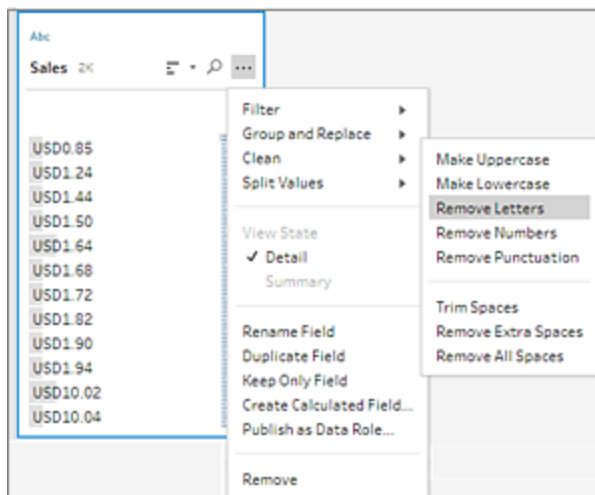 Abc
Sales 2K
USD0.85
USD1.24
USD1.44
USD1.50
USD1.64
USD1.68
USD1.72
USD1.82
USD1.90
USD1.94
USD10.02
USD10.04
Filter
Group and Replace
Clean
Split Values
View State
✓ Detail
Summary
Rename Field
Duplicate Field
Keep Only Field
Create Calculated Field...
Publish as Data Role...
Remove
Make Uppercase
Make Lowercase
Remove Letters
Remove Numbers
Remove Punctuation
Trim Spaces
Remove Extra Spaces
Remove All Spaces